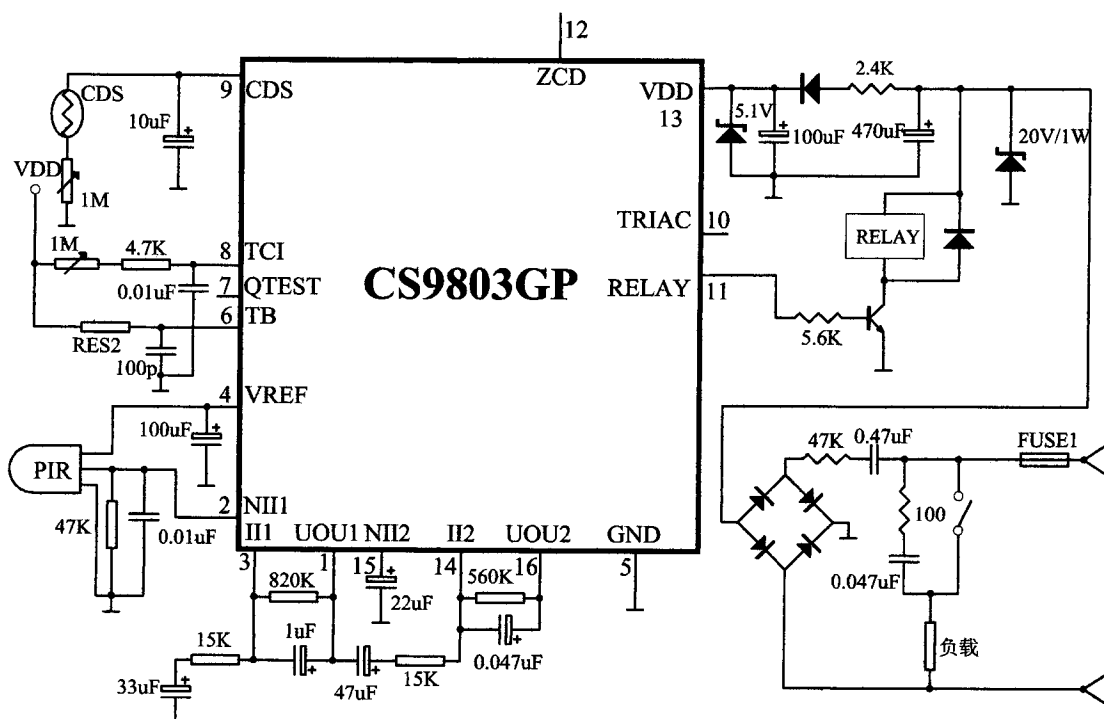 12
ZCD
9
CDS
CDS
10uF
VDD
1M
1M
4.7K
8
TCI
0.01uF
7
QTEST
6
TB
RES2
100p
4
VREF
100uF
PIR
2
NII1
47K
0.01uF
CS9803GP
VDD
13
5.1V
2.4K
100uF
470uF
20V/1W
TRIAC
10
RELAY
RELAY
11
5.6K
II1
UOU1
NII2
II2
UOU2
GND
3
1
15
14
16
5
820K
22uF
560K
15K
1uF
0.047uF
33uF
47uF
15K
47K
0.47uF
FUSE1
100
0.047uF
负载